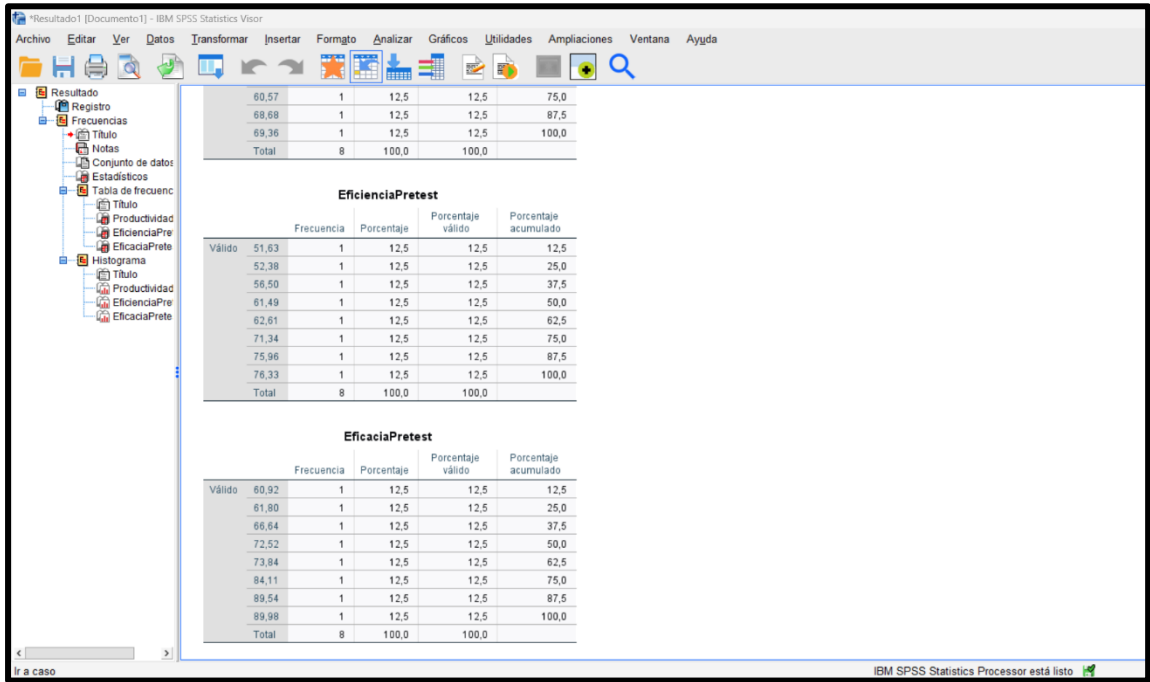 *Resultado1 [Documento1] - IBM SPSS Statistics Visor
Archivo Editar Ver Datos Transformar Insertar Formato Analizar Gráficos Utilidades Ampliaciones Ventana Ayuda
Resultado
Registro
Frecuencias
Título
Notas
Conjunto de datos
Estadísticos
Tabla de frecuenc
Título
Productividad
EficienciaPre
EficaciaPrete
Histograma
Título
Productividad
EficienciaPre
EficaciaPrete
60,57 1 12,5 12,5 75,0
68,68 1 12,5 12,5 87,5
69,36 1 12,5 12,5 100,0
Total 8 100,0 100,0
EficienciaPretest
Frecuencia Porcentaje Porcentaje válido Porcentaje acumulado
Válido 51,63 1 12,5 12,5 12,5
52,38 1 12,5 12,5 25,0
56,50 1 12,5 12,5 37,5
61,49 1 12,5 12,5 50,0
62,61 1 12,5 12,5 62,5
71,34 1 12,5 12,5 75,0
75,96 1 12,5 12,5 87,5
76,33 1 12,5 12,5 100,0
Total 8 100,0 100,0
EficaciaPretest
Frecuencia Porcentaje Porcentaje válido Porcentaje acumulado
Válido 60,92 1 12,5 12,5 12,5
61,80 1 12,5 12,5 25,0
66,64 1 12,5 12,5 37,5
72,52 1 12,5 12,5 50,0
73,84 1 12,5 12,5 62,5
84,11 1 12,5 12,5 75,0
89,54 1 12,5 12,5 87,5
89,98 1 12,5 12,5 100,0
Total 8 100,0 100,0
Ir a caso
IBM SPSS Statistics Processor está listo